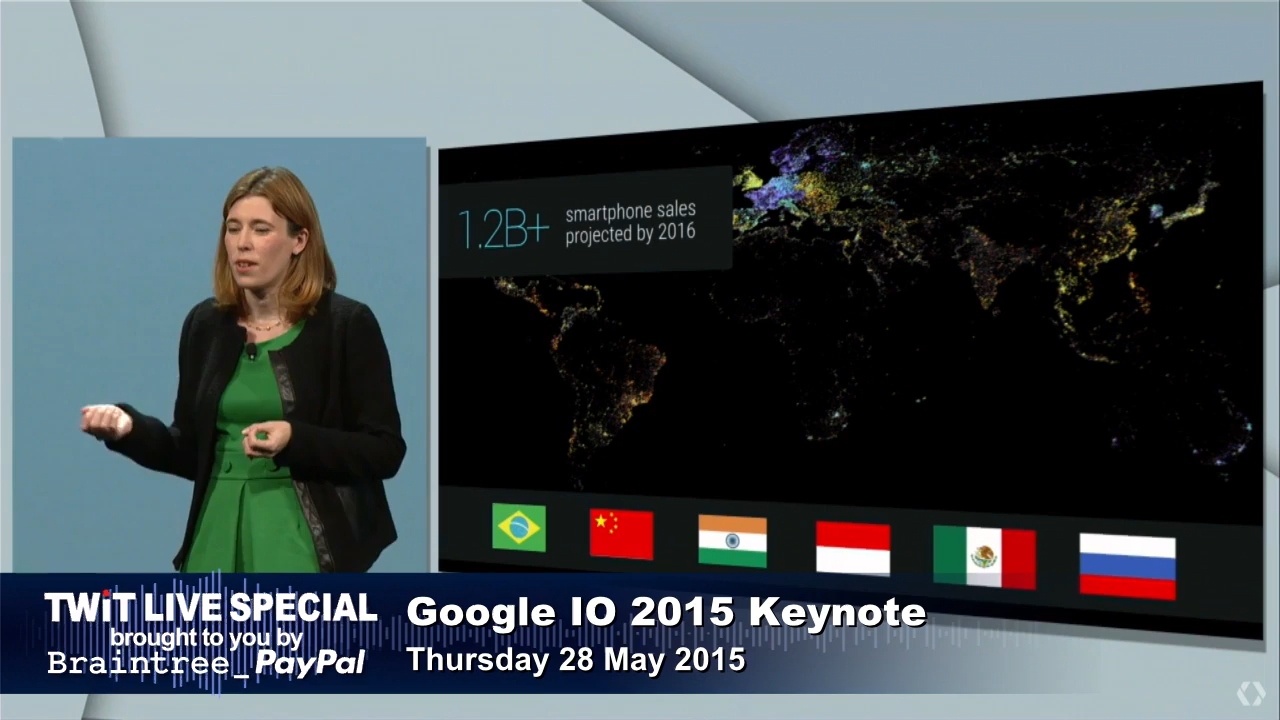 1.2B+
smartphone sales
projected by 2016
TWiT LIVE SPECIAL
brought to you by
Braintree_PayPal
Google IO 2015 Keynote
Thursday 28 May 2015